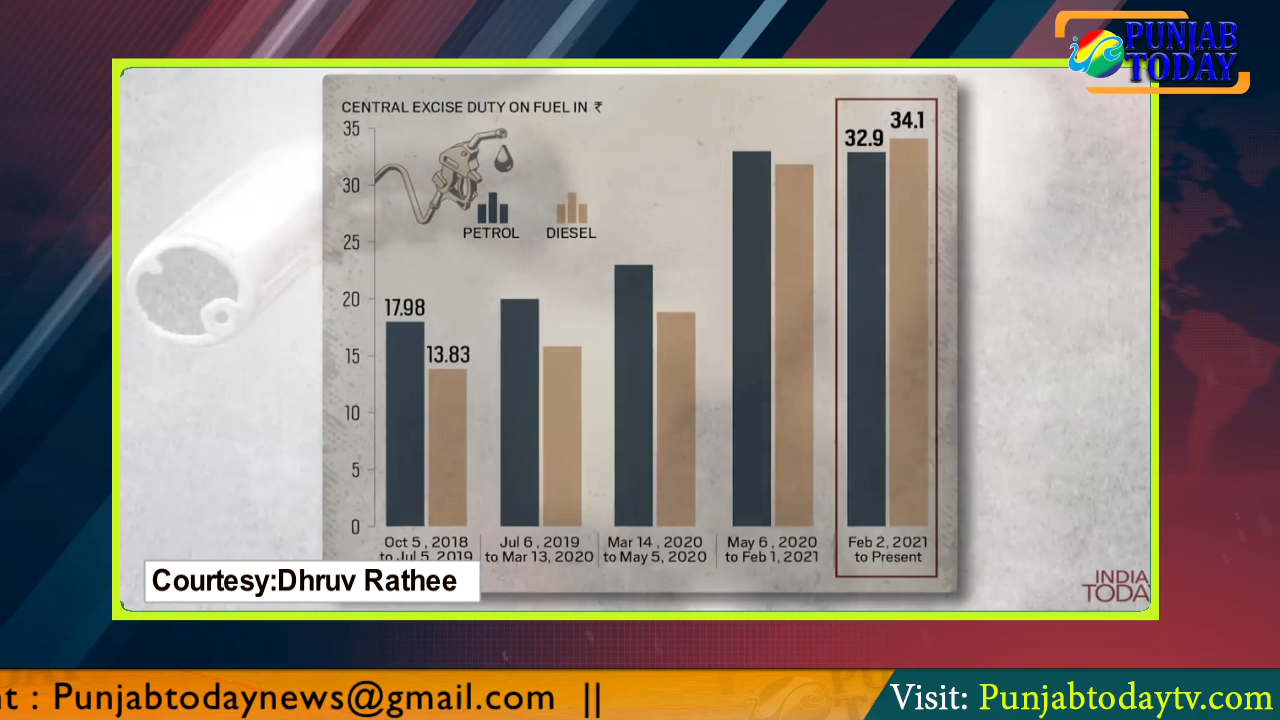 PUNJAB
TODAY
CENTRAL EXCISE DUTY ON FUEL IN ₹
35
30
25
20
15
10
5
0
PETROL
DIESEL
17.98
13.83
32.9
34.1
Oct 5, 2018
to Jul 5, 2019
Jul 6, 2019
to Mar 13, 2020
Mar 14, 2020
to May 5, 2020
May 6, 2020
to Feb 1, 2021
Feb 2, 2021
to Present
Courtesy:Dhruv Rathee
INDIA
TODA
t : Punjabtodaynews@gmail.com ||
Visit: Punjabtodaytv.com